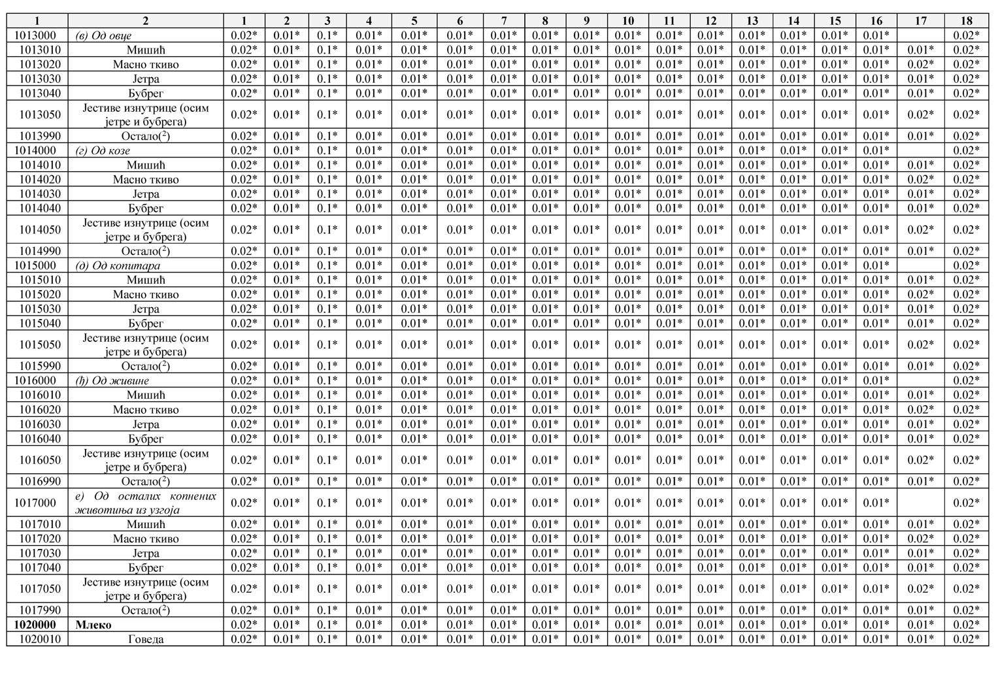 1 2 1 2 3 4 5 6 7 8 9 10 11 12 13 14 15 16 17 18
1013000 (в) Од овце 0.02* 0.01* 0.1* 0.01* 0.01* 0.01* 0.01* 0.01* 0.01* 0.01* 0.01* 0.01* 0.01* 0.01* 0.01* 0.01* 0.02*
1013010 Мишић 0.02* 0.01* 0.1* 0.01* 0.01* 0.01* 0.01* 0.01* 0.01* 0.01* 0.01* 0.01* 0.01* 0.01* 0.01* 0.01* 0.01* 0.02*
1013020 Масно ткиво 0.02* 0.01* 0.1* 0.01* 0.01* 0.01* 0.01* 0.01* 0.01* 0.01* 0.01* 0.01* 0.01* 0.01* 0.01* 0.01* 0.02* 0.02*
1013030 Јетра 0.02* 0.01* 0.1* 0.01* 0.01* 0.01* 0.01* 0.01* 0.01* 0.01* 0.01* 0.01* 0.01* 0.01* 0.01* 0.01* 0.01* 0.02*
1013040 Бубрег 0.02* 0.01* 0.1* 0.01* 0.01* 0.01* 0.01* 0.01* 0.01* 0.01* 0.01* 0.01* 0.01* 0.01* 0.01* 0.01* 0.01* 0.02*
1013050 Јестиве изнутрице (осим
јетре и бубрега) 0.02* 0.01* 0.1* 0.01* 0.01* 0.01* 0.01* 0.01* 0.01* 0.01* 0.01* 0.01* 0.01* 0.01* 0.01* 0.01* 0.02* 0.02*
1013990 Остало(²) 0.02* 0.01* 0.1* 0.01* 0.01* 0.01* 0.01* 0.01* 0.01* 0.01* 0.01* 0.01* 0.01* 0.01* 0.01* 0.01* 0.01* 0.02*
1014000 (г) Од козе 0.02* 0.01* 0.1* 0.01* 0.01* 0.01* 0.01* 0.01* 0.01* 0.01* 0.01* 0.01* 0.01* 0.01* 0.01* 0.01* 0.02*
1014010 Мишић 0.02* 0.01* 0.1* 0.01* 0.01* 0.01* 0.01* 0.01* 0.01* 0.01* 0.01* 0.01* 0.01* 0.01* 0.01* 0.01* 0.01* 0.02*
1014020 Масно ткиво 0.02* 0.01* 0.1* 0.01* 0.01* 0.01* 0.01* 0.01* 0.01* 0.01* 0.01* 0.01* 0.01* 0.01* 0.01* 0.01* 0.02* 0.02*
1014030 Јетра 0.02* 0.01* 0.1* 0.01* 0.01* 0.01* 0.01* 0.01* 0.01* 0.01* 0.01* 0.01* 0.01* 0.01* 0.01* 0.01* 0.01* 0.02*
1014040 Бубрег 0.02* 0.01* 0.1* 0.01* 0.01* 0.01* 0.01* 0.01* 0.01* 0.01* 0.01* 0.01* 0.01* 0.01* 0.01* 0.01* 0.01* 0.02*
1014050 Јестиве изнутрице (осим
јетре и бубрега) 0.02* 0.01* 0.1* 0.01* 0.01* 0.01* 0.01* 0.01* 0.01* 0.01* 0.01* 0.01* 0.01* 0.01* 0.01* 0.01* 0.02* 0.02*
1014990 Остало(²) 0.02* 0.01* 0.1* 0.01* 0.01* 0.01* 0.01* 0.01* 0.01* 0.01* 0.01* 0.01* 0.01* 0.01* 0.01* 0.01* 0.01* 0.02*
1015000 (д) Од копитара 0.02* 0.01* 0.1* 0.01* 0.01* 0.01* 0.01* 0.01* 0.01* 0.01* 0.01* 0.01* 0.01* 0.01* 0.01* 0.01* 0.02*
1015010 Мишић 0.02* 0.01* 0.1* 0.01* 0.01* 0.01* 0.01* 0.01* 0.01* 0.01* 0.01* 0.01* 0.01* 0.01* 0.01* 0.01* 0.01* 0.02*
1015020 Масно ткиво 0.02* 0.01* 0.1* 0.01* 0.01* 0.01* 0.01* 0.01* 0.01* 0.01* 0.01* 0.01* 0.01* 0.01* 0.01* 0.01* 0.02* 0.02*
1015030 Јетра 0.02* 0.01* 0.1* 0.01* 0.01* 0.01* 0.01* 0.01* 0.01* 0.01* 0.01* 0.01* 0.01* 0.01* 0.01* 0.01* 0.01* 0.02*
1015040 Бубрег 0.02* 0.01* 0.1* 0.01* 0.01* 0.01* 0.01* 0.01* 0.01* 0.01* 0.01* 0.01* 0.01* 0.01* 0.01* 0.01* 0.01* 0.02*
1015050 Јестиве изнутрице (осим
јетре и бубрега) 0.02* 0.01* 0.1* 0.01* 0.01* 0.01* 0.01* 0.01* 0.01* 0.01* 0.01* 0.01* 0.01* 0.01* 0.01* 0.01* 0.02* 0.02*
1015990 Остало(²) 0.02* 0.01* 0.1* 0.01* 0.01* 0.01* 0.01* 0.01* 0.01* 0.01* 0.01* 0.01* 0.01* 0.01* 0.01* 0.01* 0.01* 0.02*
1016000 (ђ) Од живине 0.02* 0.01* 0.1* 0.01* 0.01* 0.01* 0.01* 0.01* 0.01* 0.01* 0.01* 0.01* 0.01* 0.01* 0.01* 0.01* 0.02*
1016010 Мишић 0.02* 0.01* 0.1* 0.01* 0.01* 0.01* 0.01* 0.01* 0.01* 0.01* 0.01* 0.01* 0.01* 0.01* 0.01* 0.01* 0.01* 0.02*
1016020 Масно ткиво 0.02* 0.01* 0.1* 0.01* 0.01* 0.01* 0.01* 0.01* 0.01* 0.01* 0.01* 0.01* 0.01* 0.01* 0.01* 0.01* 0.02* 0.02*
1016030 Јетра 0.02* 0.01* 0.1* 0.01* 0.01* 0.01* 0.01* 0.01* 0.01* 0.01* 0.01* 0.01* 0.01* 0.01* 0.01* 0.01* 0.01* 0.02*
1016040 Бубрег 0.02* 0.01* 0.1* 0.01* 0.01* 0.01* 0.01* 0.01* 0.01* 0.01* 0.01* 0.01* 0.01* 0.01* 0.01* 0.01* 0.01* 0.02*
1016050 Јестиве изнутрице (осим
јетре и бубрега) 0.02* 0.01* 0.1* 0.01* 0.01* 0.01* 0.01* 0.01* 0.01* 0.01* 0.01* 0.01* 0.01* 0.01* 0.01* 0.01* 0.02* 0.02*
1016990 Остало(²) 0.02* 0.01* 0.1* 0.01* 0.01* 0.01* 0.01* 0.01* 0.01* 0.01* 0.01* 0.01* 0.01* 0.01* 0.01* 0.01* 0.01* 0.02*
1017000 е) Од осталих копнених
животиња из узгоја 0.02* 0.01* 0.1* 0.01* 0.01* 0.01* 0.01* 0.01* 0.01* 0.01* 0.01* 0.01* 0.01* 0.01* 0.01* 0.01* 0.02*
1017010 Мишић 0.02* 0.01* 0.1* 0.01* 0.01* 0.01* 0.01* 0.01* 0.01* 0.01* 0.01* 0.01* 0.01* 0.01* 0.01* 0.01* 0.01* 0.02*
1017020 Масно ткиво 0.02* 0.01* 0.1* 0.01* 0.01* 0.01* 0.01* 0.01* 0.01* 0.01* 0.01* 0.01* 0.01* 0.01* 0.01* 0.01* 0.02* 0.02*
1017030 Јетра 0.02* 0.01* 0.1* 0.01* 0.01* 0.01* 0.01* 0.01* 0.01* 0.01* 0.01* 0.01* 0.01* 0.01* 0.01* 0.01* 0.01* 0.02*
1017040 Бубрег 0.02* 0.01* 0.1* 0.01* 0.01* 0.01* 0.01* 0.01* 0.01* 0.01* 0.01* 0.01* 0.01* 0.01* 0.01* 0.01* 0.01* 0.02*
1017050 Јестиве изнутрице (осим
јетре и бубрега) 0.02* 0.01* 0.1* 0.01* 0.01* 0.01* 0.01* 0.01* 0.01* 0.01* 0.01* 0.01* 0.01* 0.01* 0.01* 0.01* 0.02* 0.02*
1017990 Остало(²) 0.02* 0.01* 0.1* 0.01* 0.01* 0.01* 0.01* 0.01* 0.01* 0.01* 0.01* 0.01* 0.01* 0.01* 0.01* 0.01* 0.01* 0.02*
1020000 Млеко 0.02* 0.01* 0.1* 0.01* 0.01* 0.01* 0.01* 0.01* 0.01* 0.01* 0.01* 0.01* 0.01* 0.01* 0.01* 0.01* 0.01* 0.02*
1020010 Говеда 0.02* 0.01* 0.1* 0.01* 0.01* 0.01* 0.01* 0.01* 0.01* 0.01* 0.01* 0.01* 0.01* 0.01* 0.01* 0.01* 0.01* 0.02*